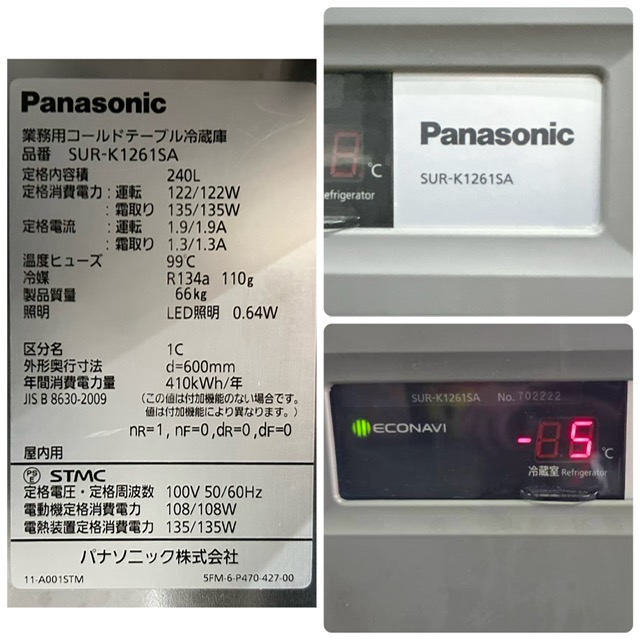 Panasonic
業務用コールドテーブル冷蔵庫
品番 SUR-K1261SA
定格内容積 240L
定格消費電力:運転 122/122W
:霜取り 135/135W
定格電流 :運転 1.9/1.9A
:霜取り 1.3/1.3A
温度ヒューズ 99℃
冷媒 R134a 110g
製品質量 66kg
照明 LED照明 0.64W
区分名 1C
外形奥行寸法 d=600mm
年間消費電力量 410kWh/年
JIS B 8630-2009 (この値は付加機能のない場合です。
値は付加機能により異なります。)
nR=1, nF=0,dR=0,dF=0
屋内用
PS E STMC
定格電圧・定格周波数 100V 50/60Hz
電動機定格消費電力 108/108W
電熱装置定格消費電力 135/135W
パナソニック株式会社
11-A001STM 5FM-6-P470-427-00
Panasonic
℃
SUR-K1261SA
efrigerator
SUR-K1261SA No. 702222
ECONAVI
-5 ℃
冷蔵室 Refrigerator